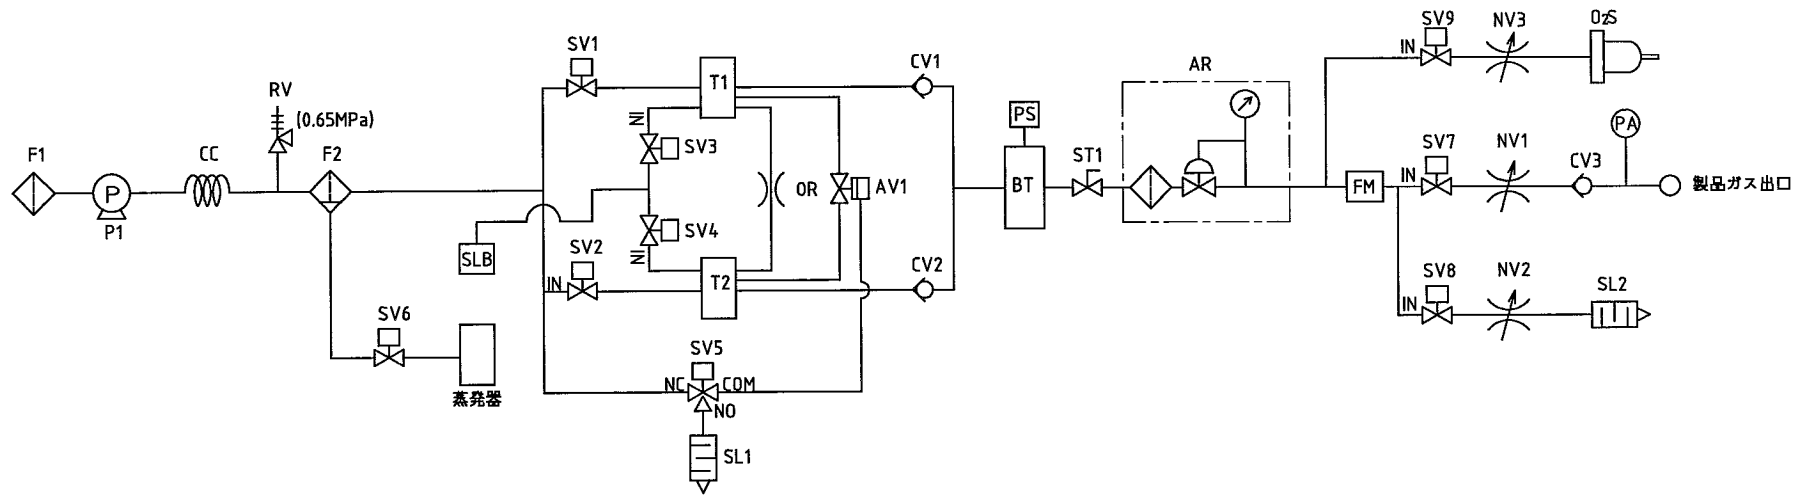 F1
P1
CC
RV
(0.65MPa)
F2
SV6
蒸発器
SLB
SV1
SV2
IN
T1
T2
IN
SV3
SV4
IN
OR
AV1
SV5
NC
COM
NO
SL1
CV1
CV2
PS
BT
ST1
AR
FM
SV9
IN
NV3
O2S
SV7
IN
NV1
CV3
PA
製品ガス出口
SV8
IN
NV2
SL2
P